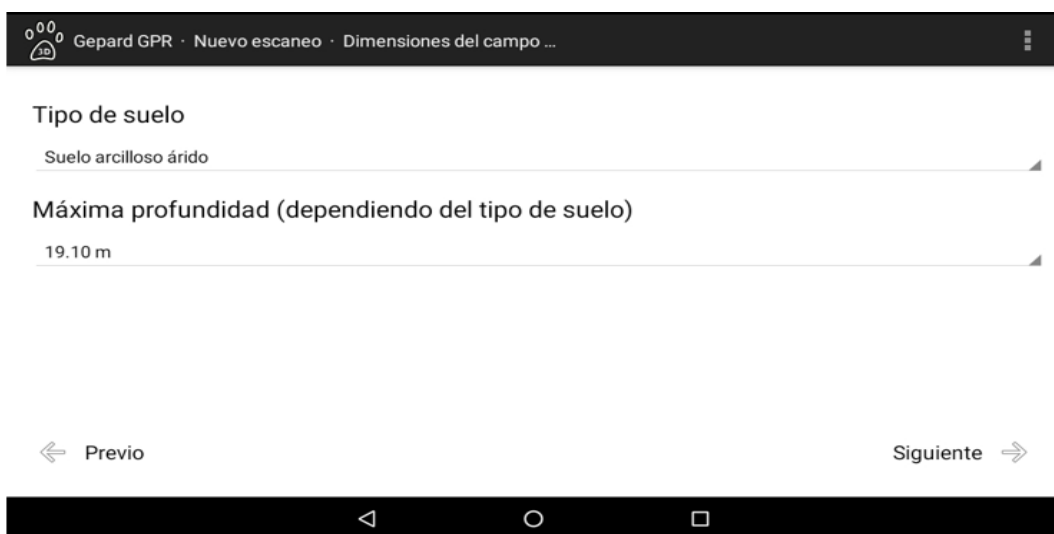 3D
Gepard GPR · Nuevo escaneo · Dimensiones del campo ...
Tipo de suelo
Suelo arcilloso árido
Máxima profundidad (dependiendo del tipo de suelo)
19.10 m
Previo
Siguiente